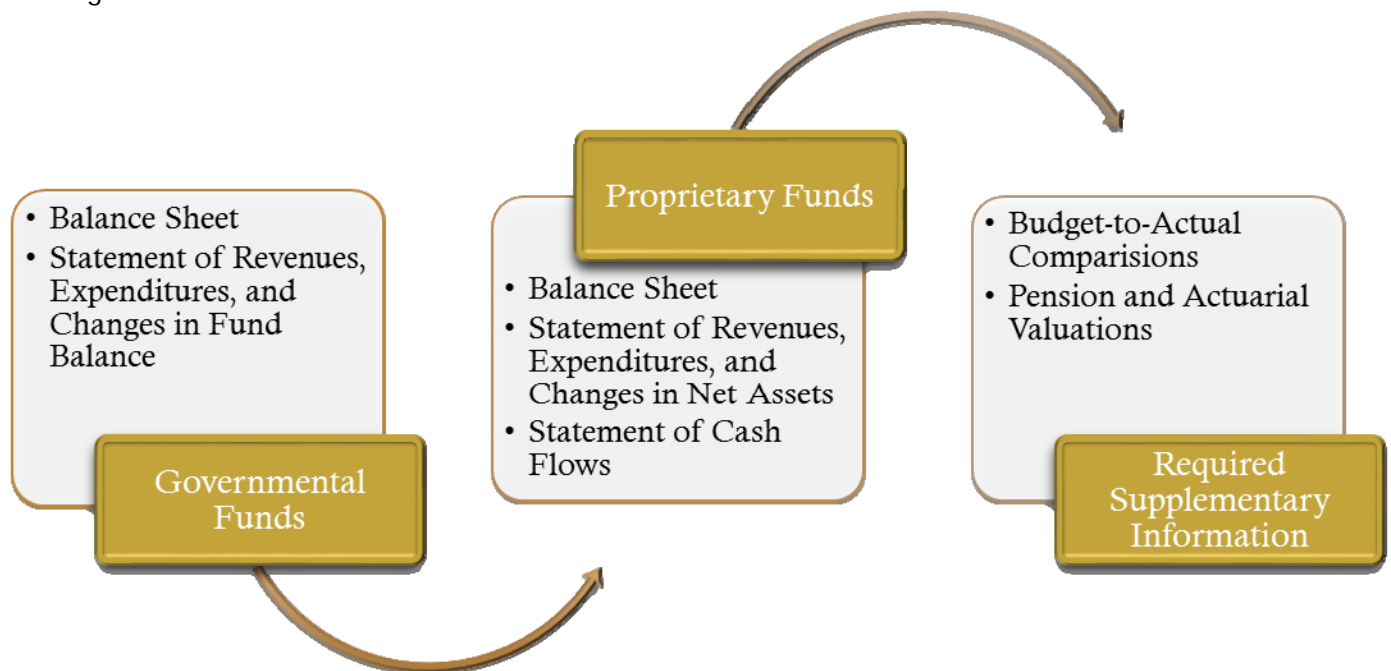 • Balance Sheet
• Statement of Revenues,
Expenditures, and
Changes in Fund
Balance
Governmental
Funds
Proprietary Funds
• Balance Sheet
• Statement of Revenues,
Expenditures, and
Changes in Net Assets
• Statement of Cash
Flows
• Budget-to-Actual
Comparisions
• Pension and Actuarial
Valuations
Required
Supplementary
Information